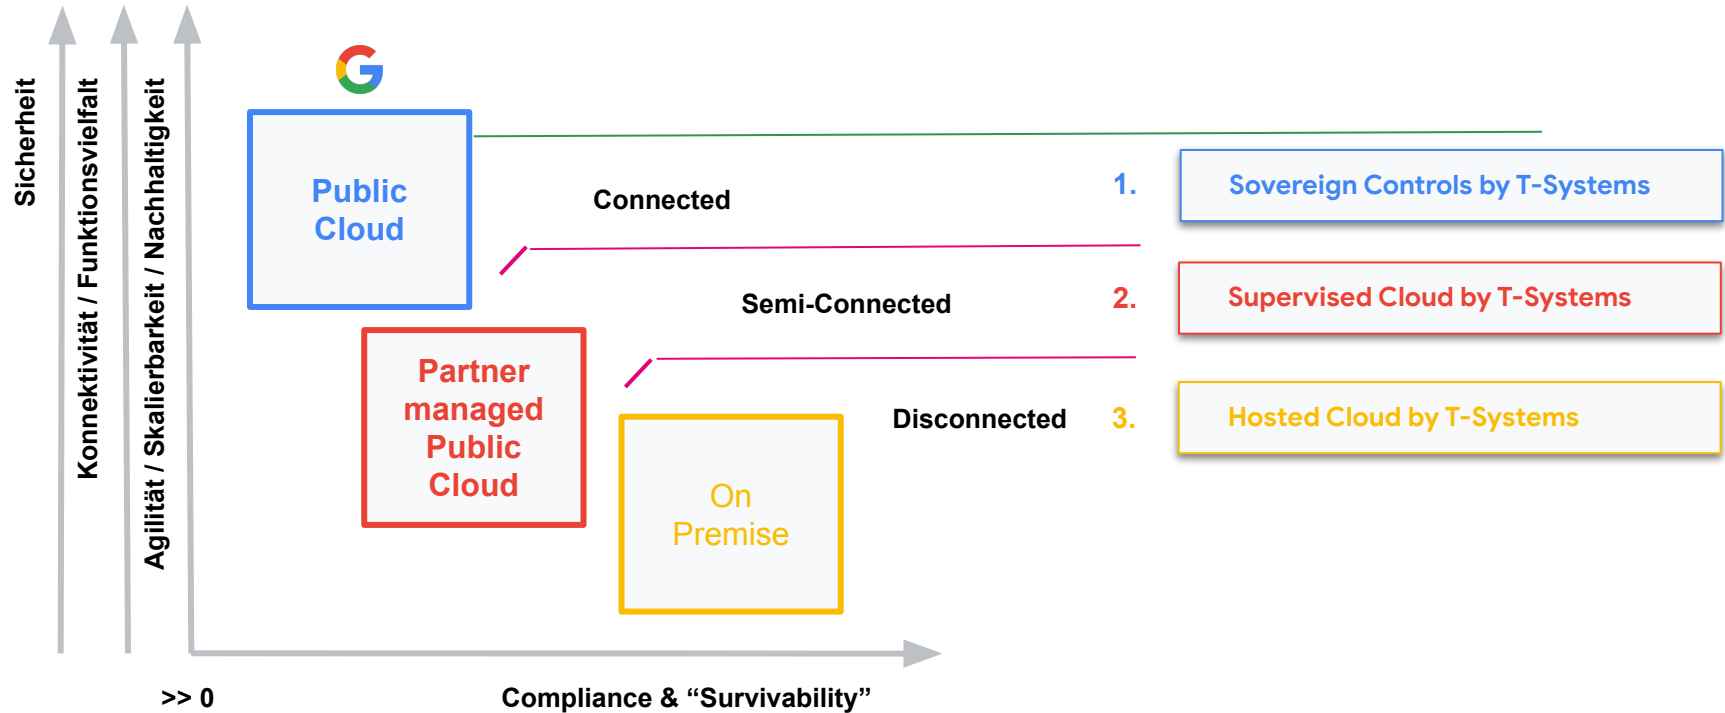 Sicherheit
Konnektivität / Funktionsvielfalt
Agilität / Skalierbarkeit / Nachhaltigkeit
Public
Cloud
Connected
1.
Sovereign Controls by T-Systems
Semi-Connected
2.
Supervised Cloud by T-Systems
Partner
managed
Public
Cloud
Disconnected
3.
Hosted Cloud by T-Systems
On
Premise
>> 0
Compliance & “Survivability”